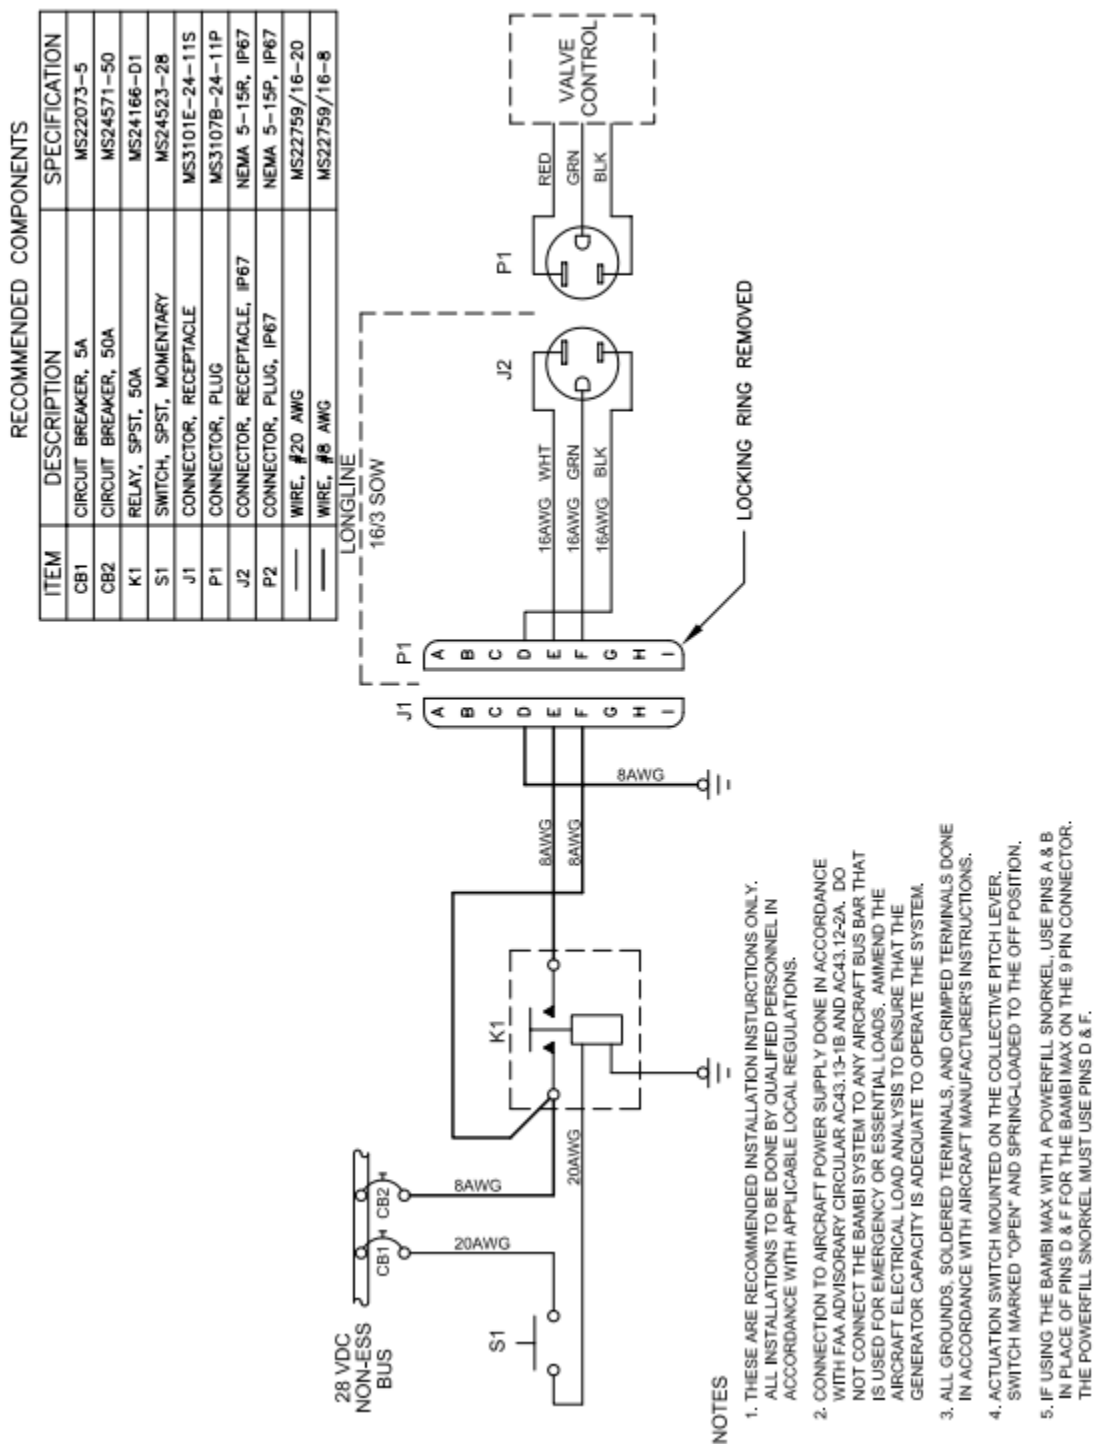 RECOMMENDED COMPONENTS
ITEM DESCRIPTION SPECIFICATION
CB1 CIRCUIT BREAKER, 5A MS22073-5
CB2 CIRCUIT BREAKER, 50A MS24571-50
K1 RELAY, SPST, 50A MS24166-D1
S1 SWITCH, SPST, MOMENTARY MS24523-28
J1 CONNECTOR, RECEPTACLE MS3101E-24-11S
P1 CONNECTOR, PLUG MS3107B-24-11P
J2 CONNECTOR, RECEPTACLE, IP67 NEMA 5-15R, IP67
P2 CONNECTOR, PLUG, IP67 NEMA 5-15P, IP67
WIRE, #20 AWG MS22759/16-20
WIRE, #8 AWG MS22759/16-8
28 VDC
NON-ESS
BUS
CB1
CB2
20AWG
8AWG
S1
20AWG
K1
8AWG
8AWG
8AWG
J1
A
B
C
D
E
F
G
H
I
P1
A
B
C
D
E
F
G
H
I
LONGLINE
16/3 SOW
16AWG WHT
16AWG GRN
16AWG BLK
J2
P1
RED
GRN
BLK
VALVE
CONTROL
LOCKING RING REMOVED
NOTES
1. THESE ARE RECOMMENDED INSTALLATION INSTURCTIONS ONLY.
ALL INSTALLATIONS TO BE DONE BY QUALIFIED PERSONNEL IN
ACCORDANCE WITH APPLICABLE LOCAL REGULATIONS.
2. CONNECTION TO AIRCRAFT POWER SUPPLY DONE IN ACCORDANCE
WITH FAA ADVISORARY CIRCULAR AC43.13-1B AND AC43.12-2A. DO
NOT CONNECT THE BAMBI SYSTEM TO ANY AIRCRAFT BUS BAR THAT
IS USED FOR EMERGENCY OR ESSENTIAL LOADS. AMMEND THE
AIRCRAFT ELECTRICAL LOAD ANALYSIS TO ENSURE THAT THE
GENERATOR CAPACITY IS ADEQUATE TO OPERATE THE SYSTEM.
3. ALL GROUNDS, SOLDERED TERMINALS, AND CRIMPED TERMINALS DONE
IN ACCORDANCE WITH AIRCRAFT MANUFACTURER'S INSTRUCTIONS.
4. ACTUATION SWITCH MOUNTED ON THE COLLECTIVE PITCH LEVER.
SWITCH MARKED "OPEN" AND SPRING-LOADED TO THE OFF POSITION.
5. IF USING THE BAMBI MAX WITH A POWERFILL SNORKEL, USE PINS A & B
IN PLACE OF PINS D & F FOR THE BAMBI MAX ON THE 9 PIN CONNECTOR.
THE POWERFILL SNORKEL MUST USE PINS D & F.